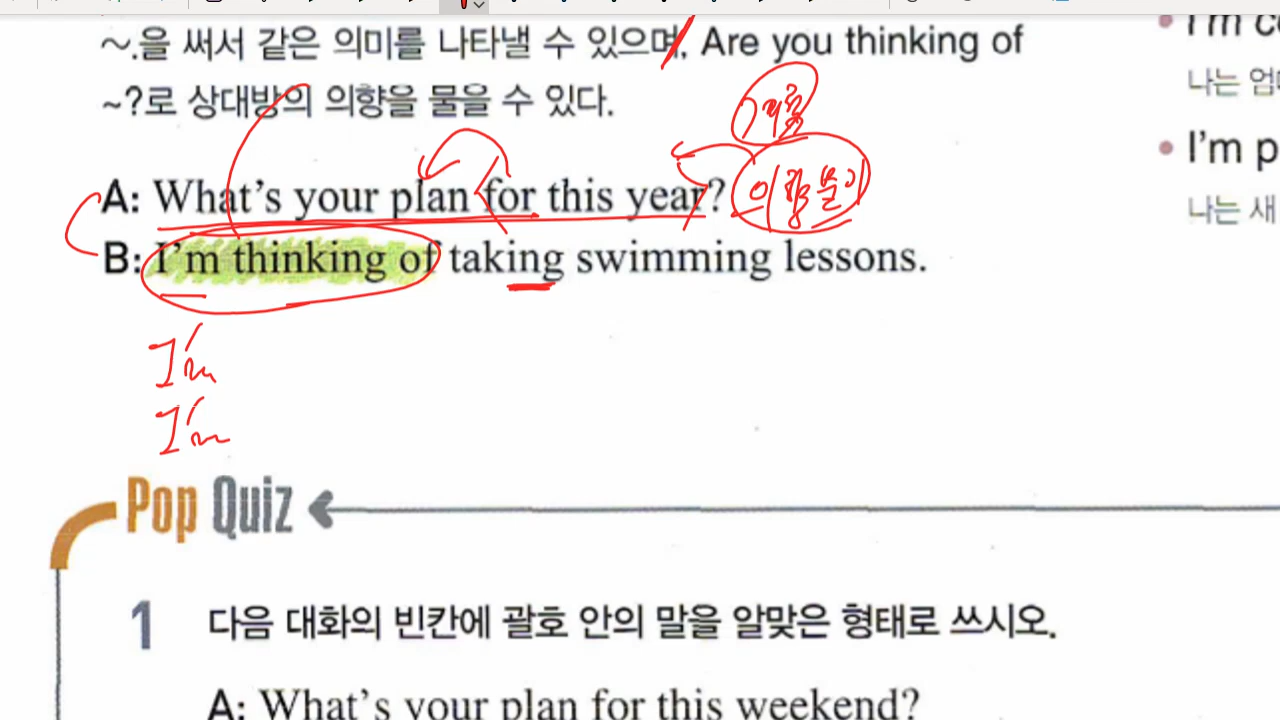 ~.을 써서 같은 의미를 나타낼 수 있으며, Are you thinking of
~?로 상대방의 의향을 물을 수 있다.
A: What's your plan for this year?
의향묻기
B: I'm thinking of taking swimming lessons.
I'm
I'm
Pop Quiz
1 다음 대화의 빈칸에 괄호 안의 말을 알맞은 형태로 쓰시오.
A: What's your plan for this weekend?
나는 엄마
I'm p
나는 새